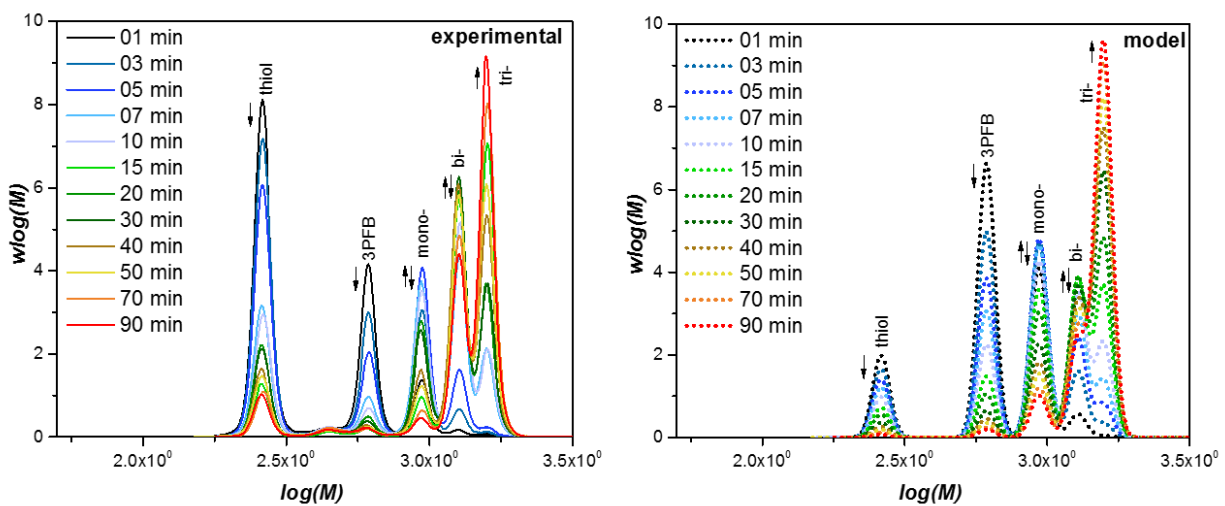 experimental
01 min
03 min
05 min
07 min
10 min
15 min
20 min
30 min
40 min
50 min
70 min
90 min
thiol
3PFB
mono-
bi-
tri-
10
8
6
4
2
0
wlog(M)
2.0x10⁰
2.5x10⁰
3.0x10⁰
3.5x10⁰
log(M)
model
01 min
03 min
05 min
07 min
10 min
15 min
20 min
30 min
40 min
50 min
70 min
90 min
thiol
3PFB
mono-
bi-
tri-
10
8
6
4
2
0
wlog(M)
2.0x10⁰
2.5x10⁰
3.0x10⁰
3.5x10⁰
log(M)